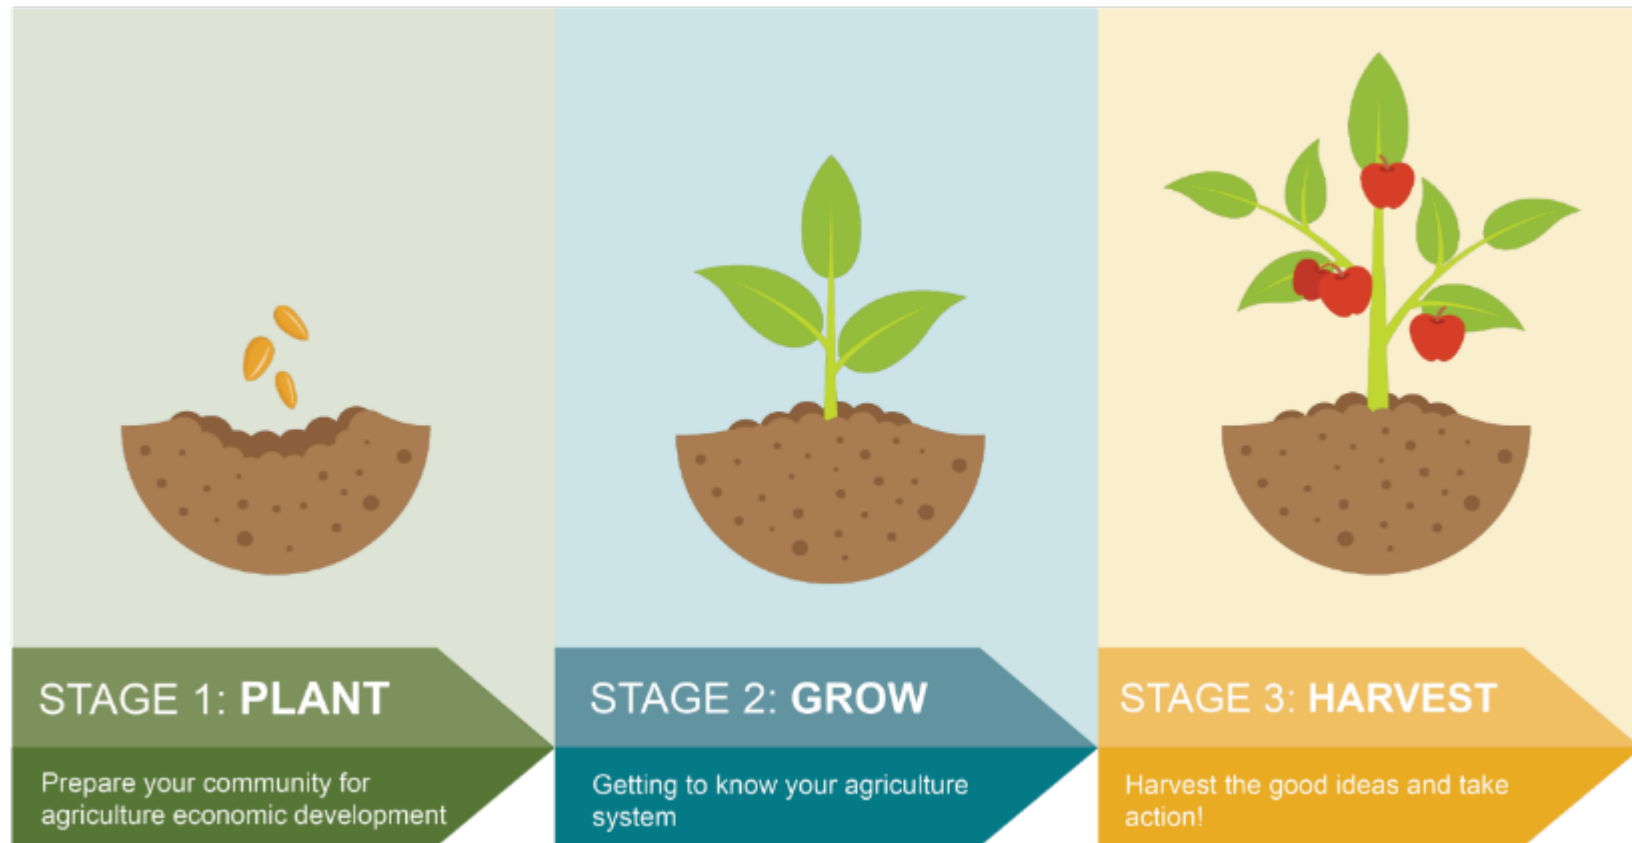 STAGE 1: PLANT
Prepare your community for
agriculture economic development
STAGE 2: GROW
Getting to know your agriculture
system
STAGE 3: HARVEST
Harvest the good ideas and take
action!